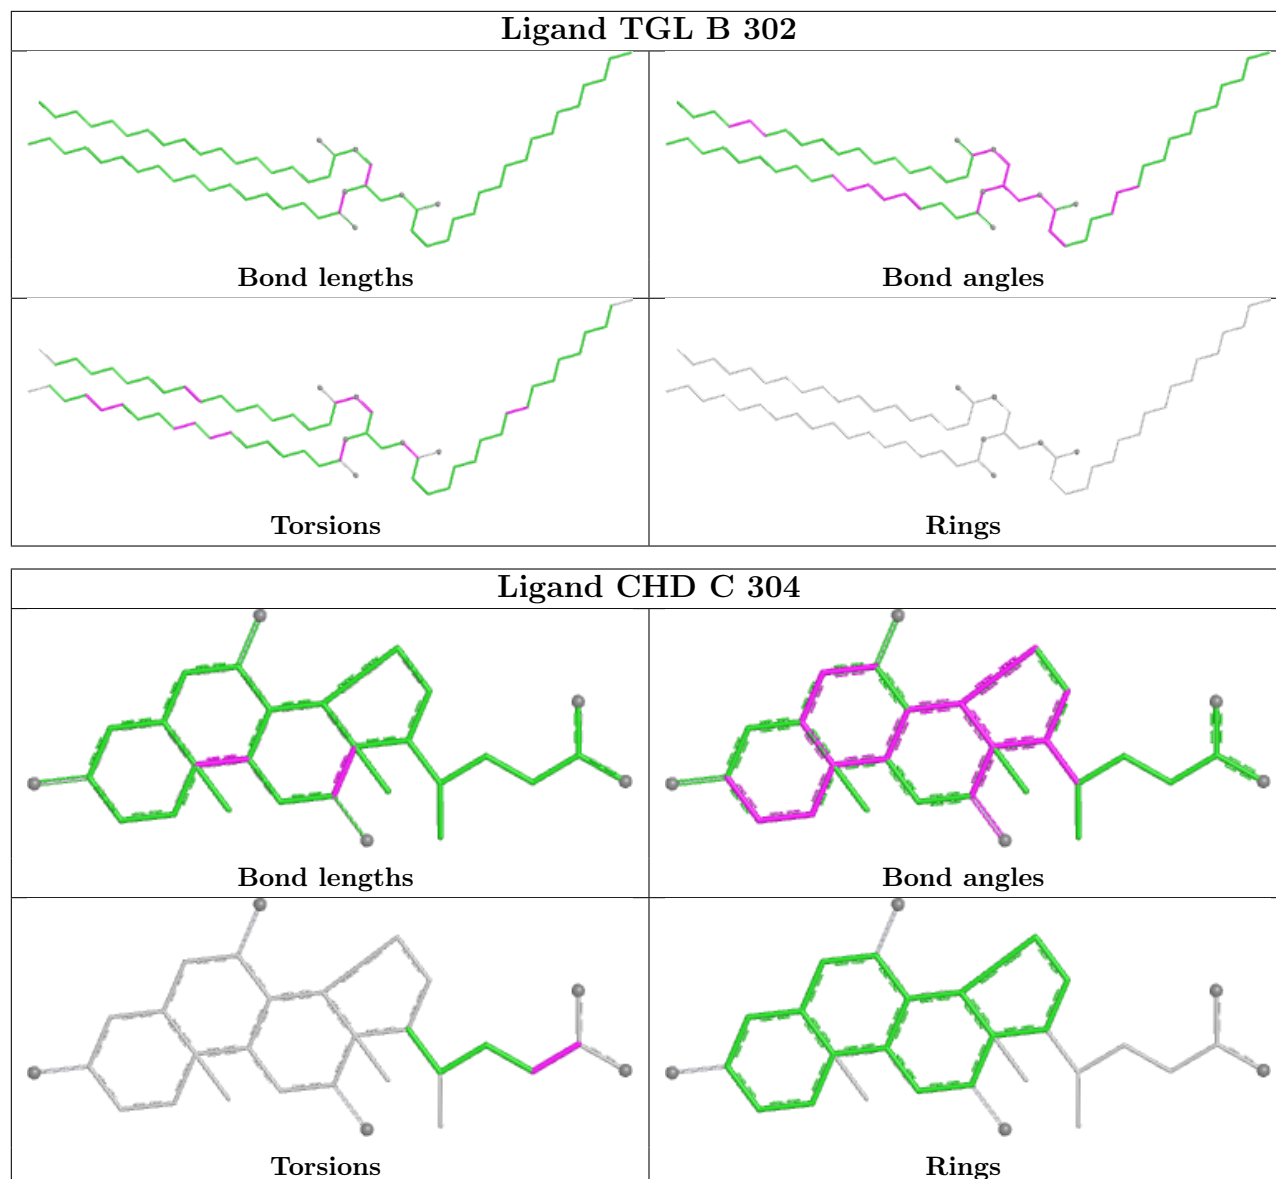 Ligand TGL B 302
Bond lengths
Bond angles
Torsions
Rings
Ligand CHD C 304
Bond lengths
Bond angles
Torsions
Rings